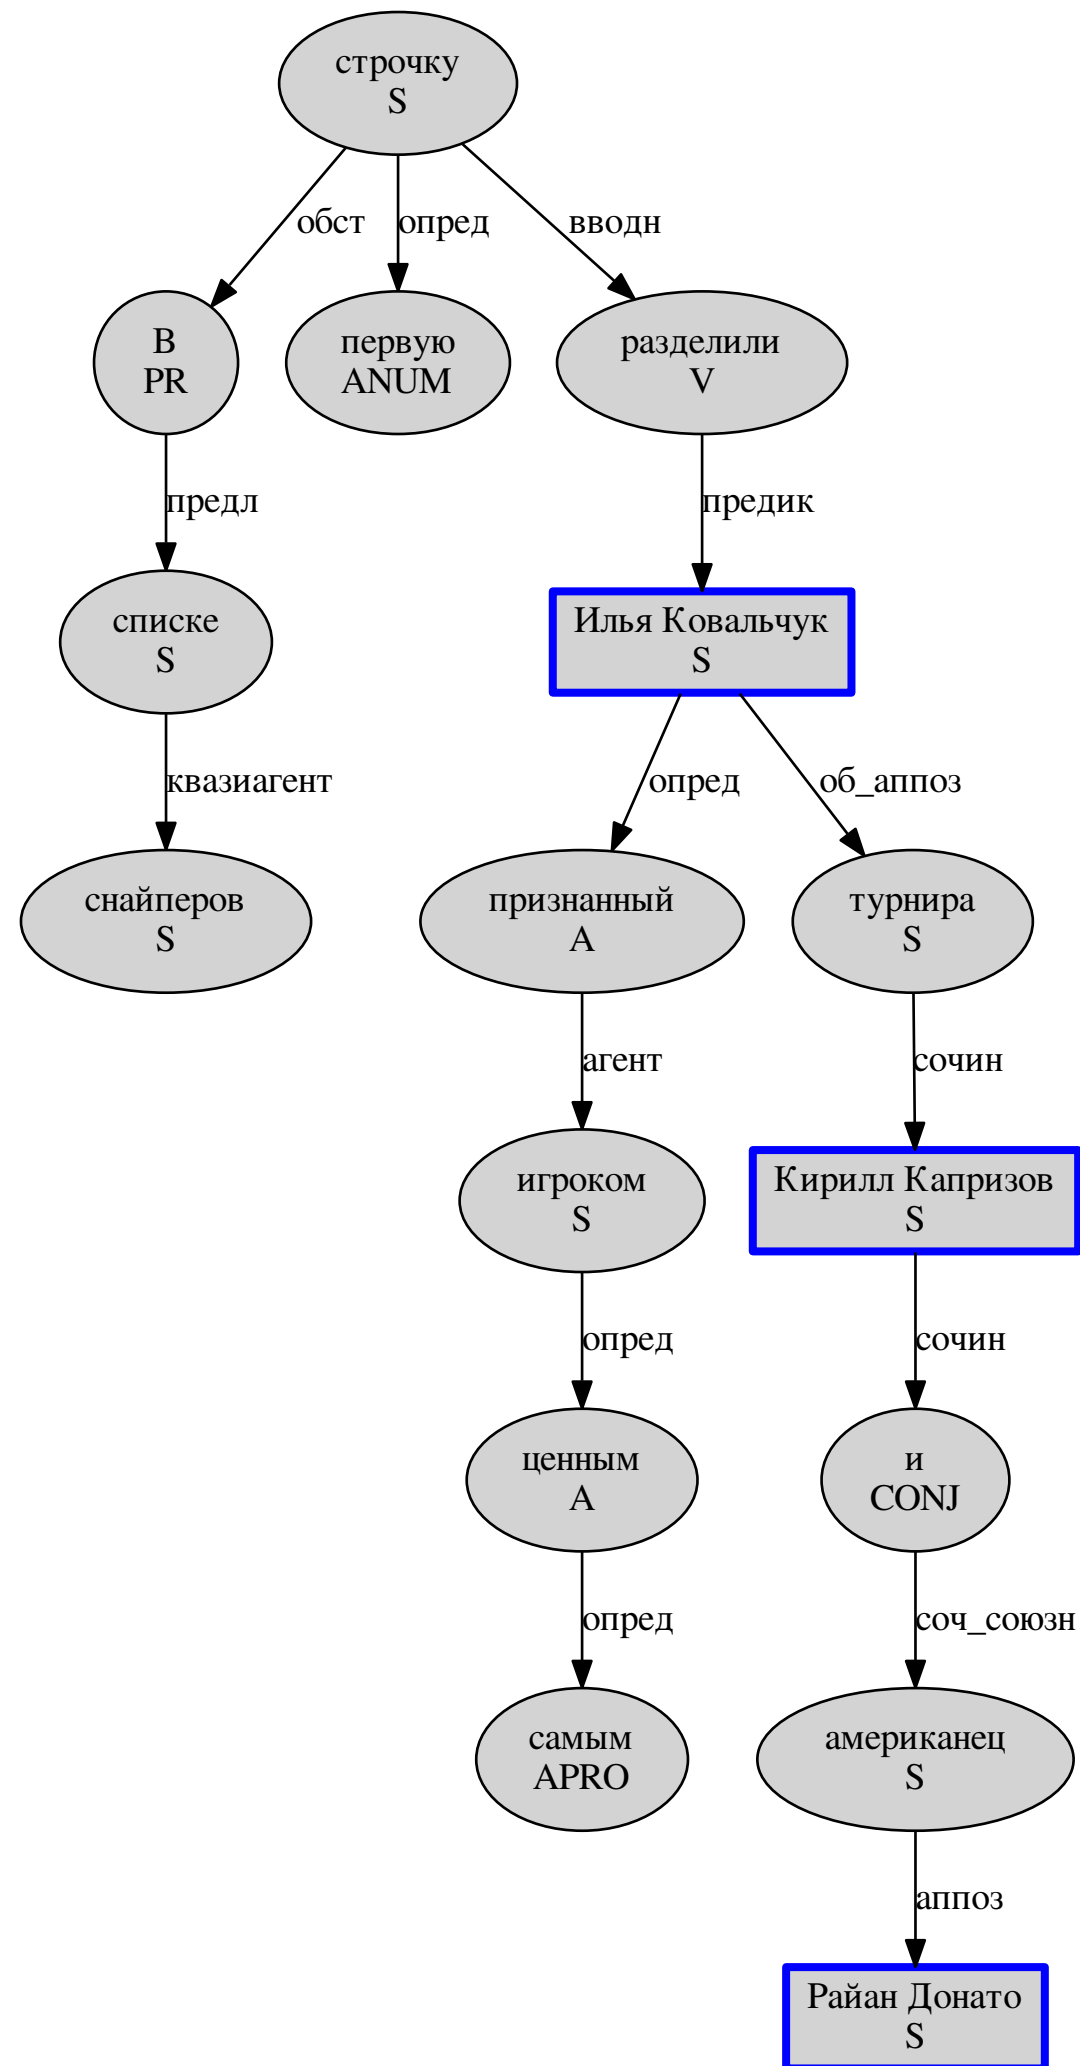 строчку
S
обст
опред
вводн
В
PR
первую
ANUM
разделили
V
предл
предик
списке
S
Илья Ковальчук
S
квазиагент
опред
об_аппоз
снайперов
S
признанный
A
турнира
S
агент
сочин
игроком
S
Кирилл Капризов
S
опред
сочин
ценным
A
и
CONJ
опред
соч_союзн
самым
APRO
американец
S
аппоз
Райан Донато
S